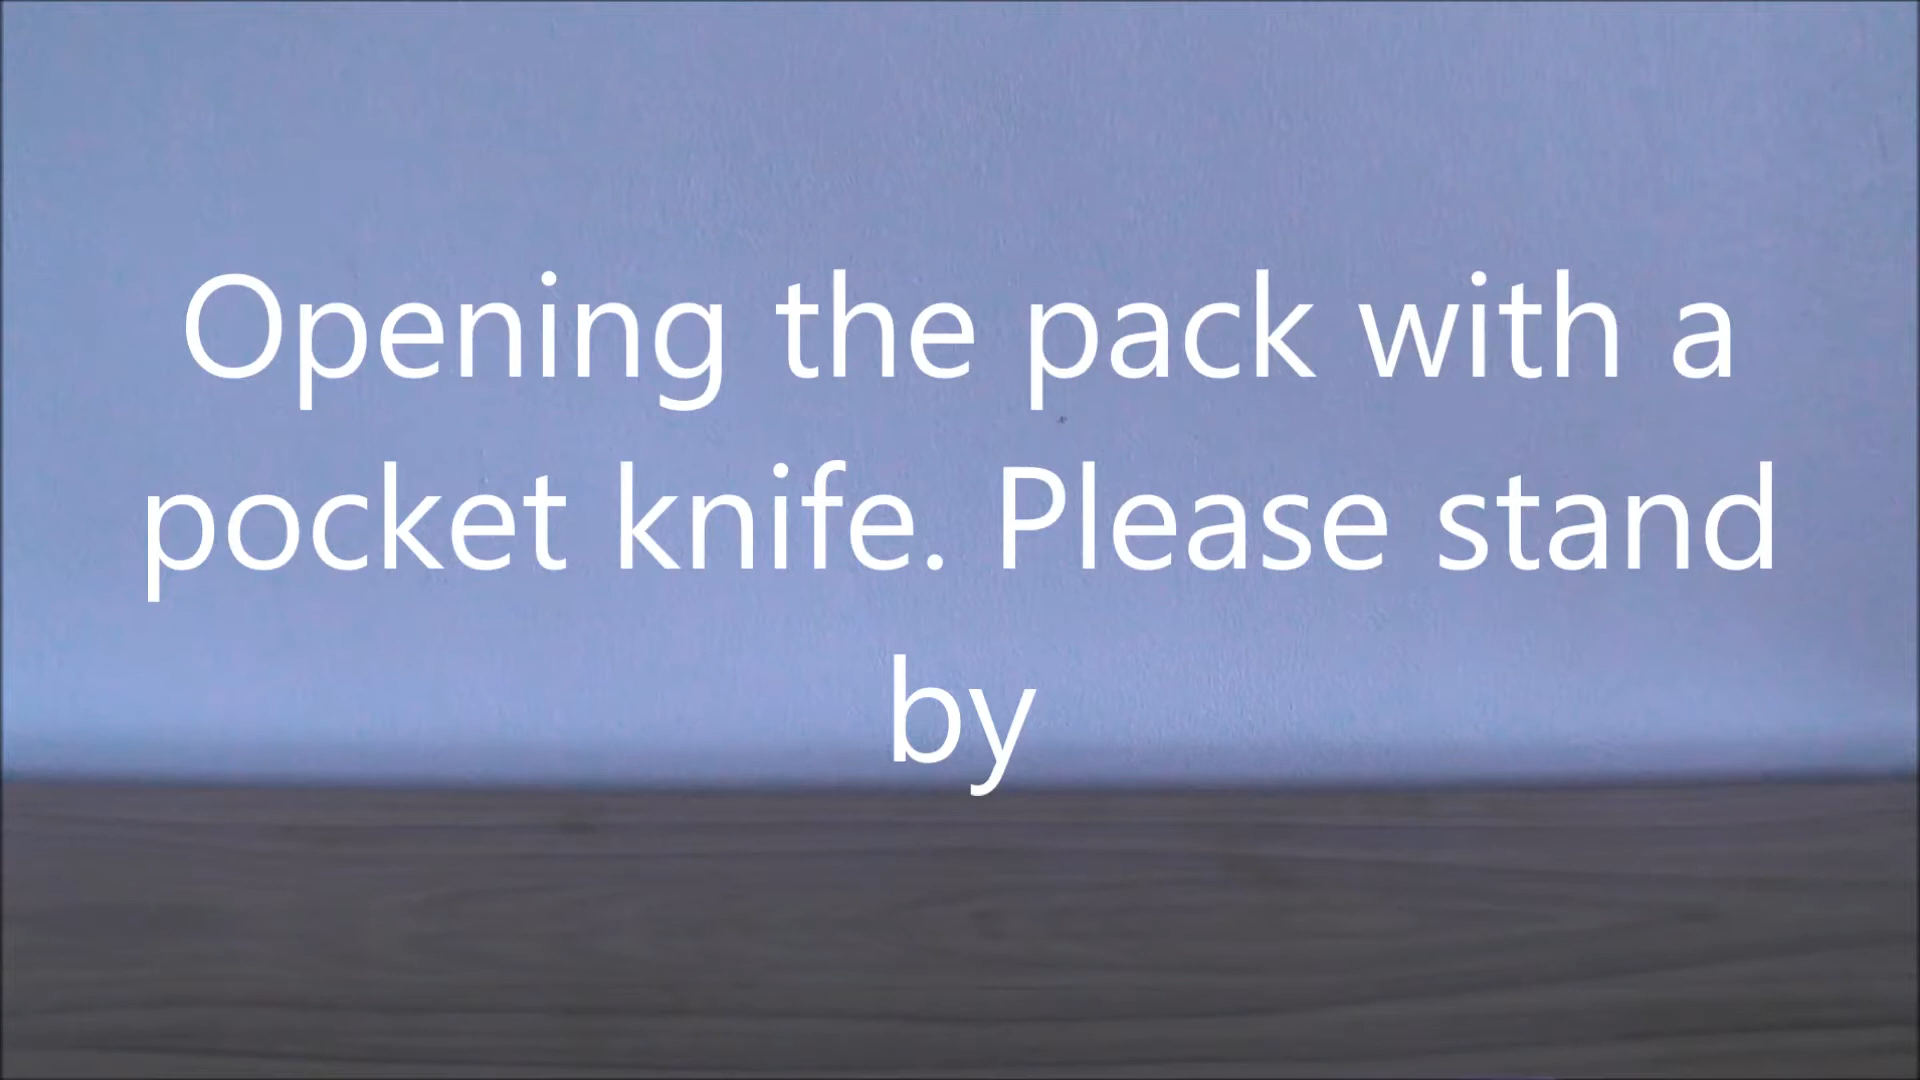 Opening the pack with a
pocket knife. Please stand
by